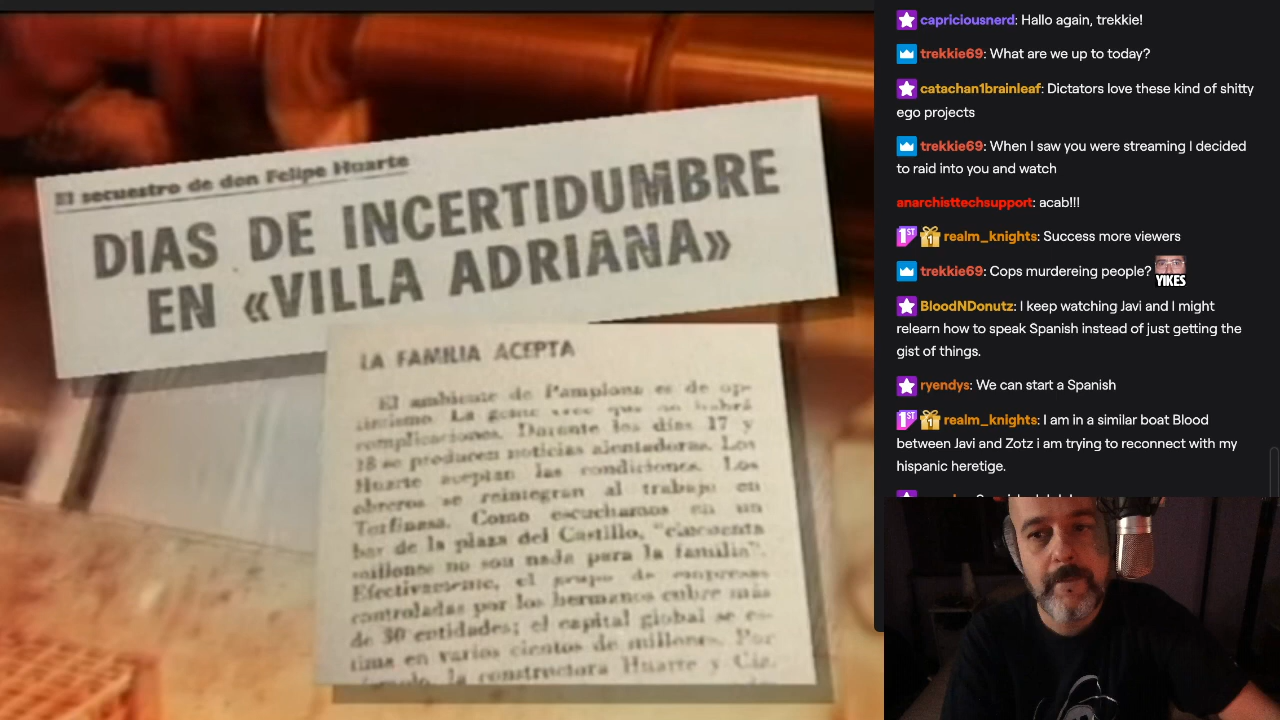 El secuestro de don Felipe Huarte
DIAS DE INCERTIDUMBRE
EN «VILLA ADRIANA»
LA FAMILIA ACEPTA
El ambiente de Pamplona es de op-
timismo. La gente cree que no habrá
complicaciones. Durante los días 17 y
18 se producen noticias alentadoras. Los
Huarte aceptan las condiciones. Los
obreros se reintegran al trabajo en
Torfinasa. Como escuchamos en un
bar de la plaza del Castillo, "cincuenta
millones no son nada para la familia".
Efectivamente, el grupo de empresas
controladas por los hermanos cubre más
de 30 entidades; el capital global se es-
tima en varios cientos de millones. Por
la constructora Huarte y Cía.
capriciousnerd: Hallo again, trekkie!
trekkie69: What are we up to today?
catachan1brainleaf: Dictators love these kind of shitty
ego projects
trekkie69: When I saw you were streaming I decided
to raid into you and watch
anarchisttechsupport: acab!!!
1ST 1 realm_knights: Success more viewers
trekkie69: Cops murdereing people? YIKES
BloodNDonutz: I keep watching Javi and I might
relearn how to speak Spanish instead of just getting the
gist of things.
ryendys: We can start a Spanish
1ST 1 realm_knights: I am in a similar boat Blood
between Javi and Zotz i am trying to reconnect with my
hispanic heretige.